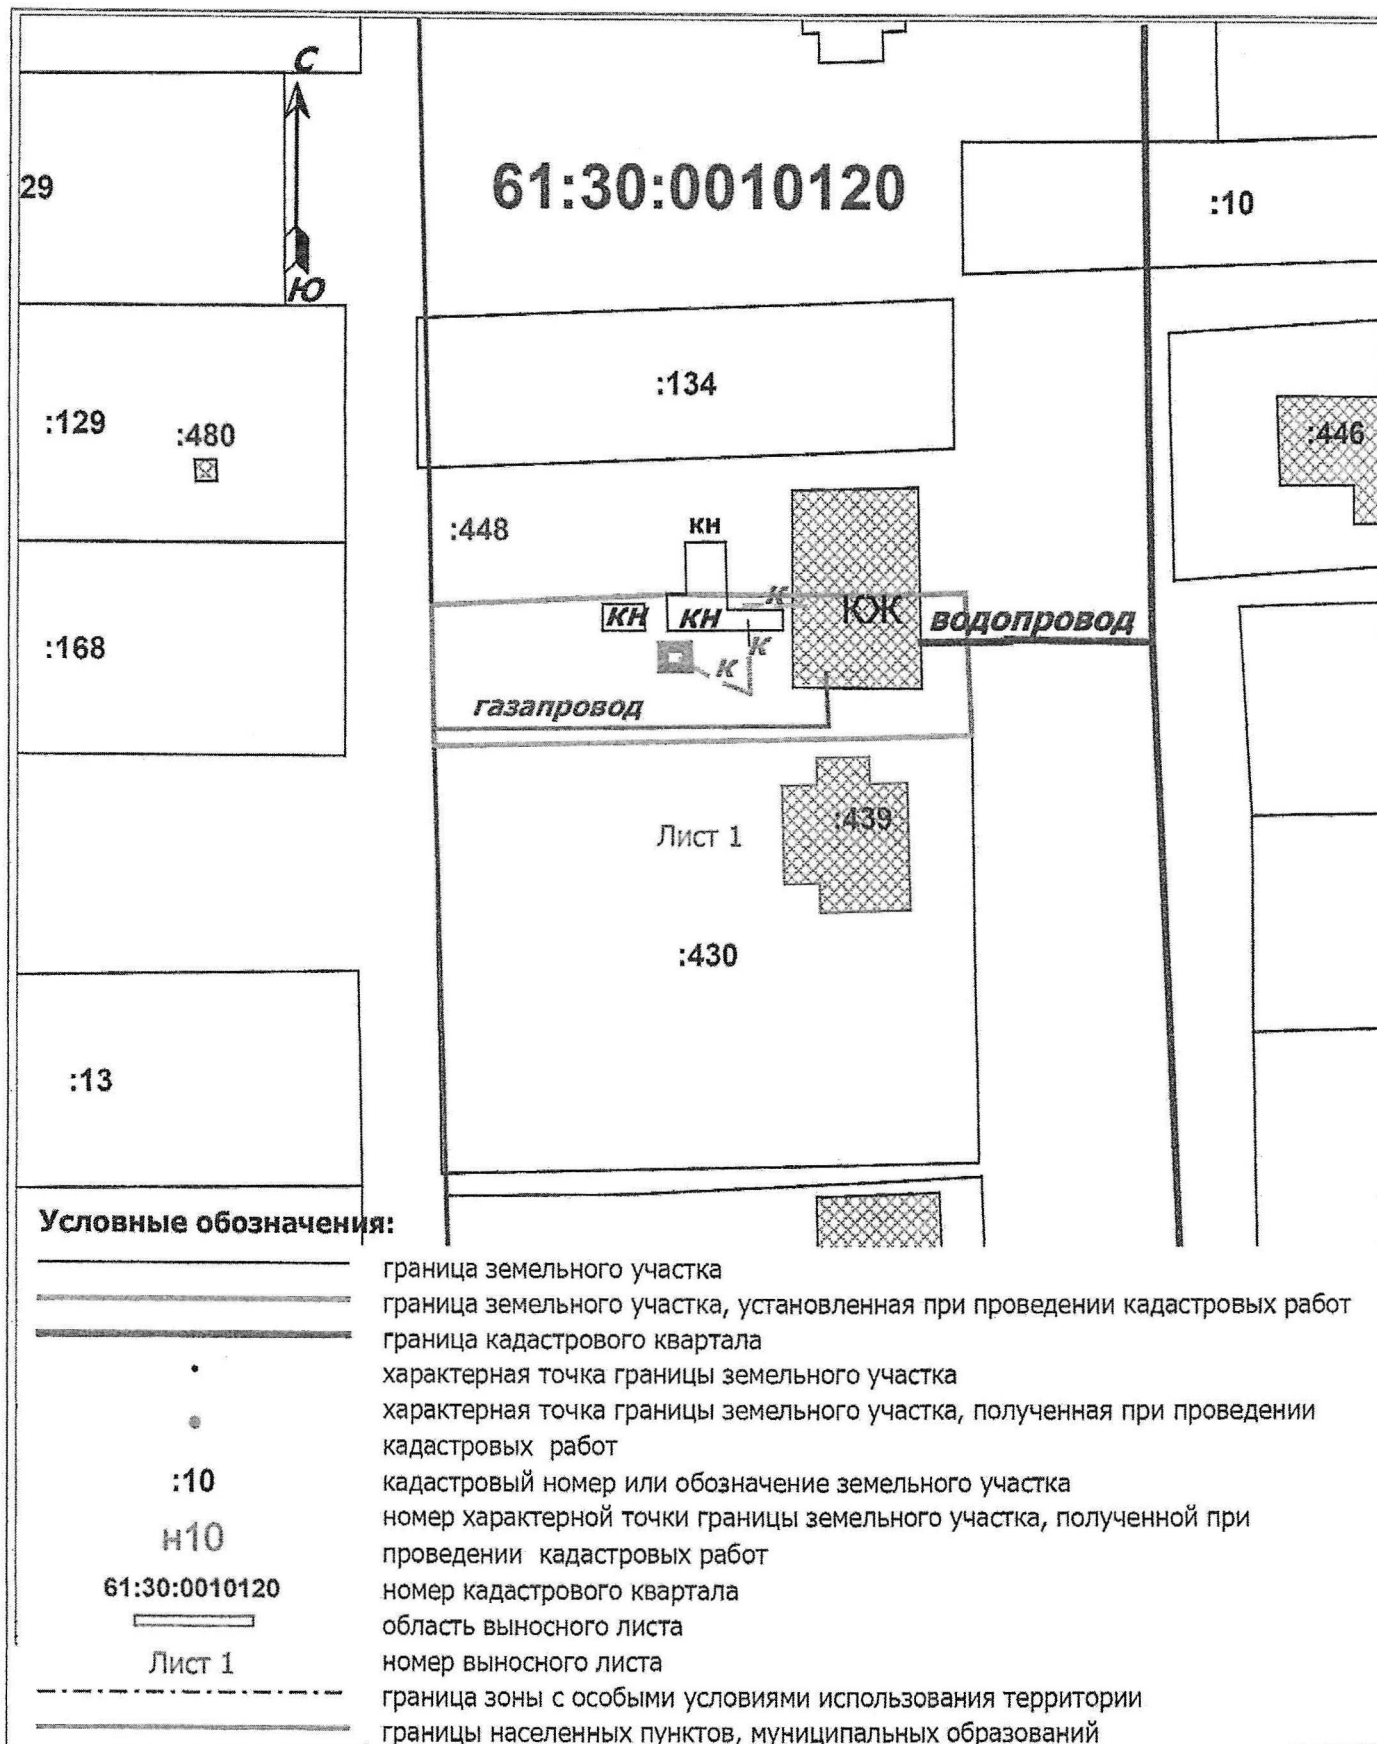 С
61:30:0010120
29
:10
Ю
:134
:129
:480
:446
:448
кн
К
КН
КН
КЖ
водопровод
:168
К
К
газапровод
Лист 1
:439
:430
:13
Условные обозначения:
граница земельного участка
граница земельного участка, установленная при проведении кадастровых работ
граница кадастрового квартала
характерная точка границы земельного участка
характерная точка границы земельного участка, полученная при проведении
кадастровых работ
:10 кадастровый номер или обозначение земельного участка
н10 номер характерной точки границы земельного участка, полученной при
проведении кадастровых работ
61:30:0010120 номер кадастрового квартала
область выносного листа
Лист 1 номер выносного листа
граница зоны с особыми условиями использования территории
границы населенных пунктов, муниципальных образований